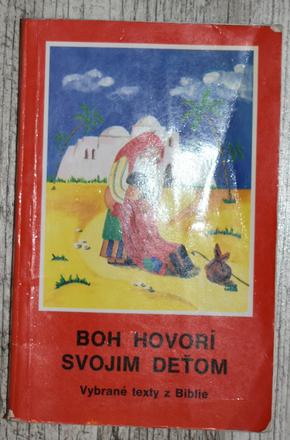 BOH HOVORÍ
SVOJIM DEŤOM
Vybrané texty z Biblie